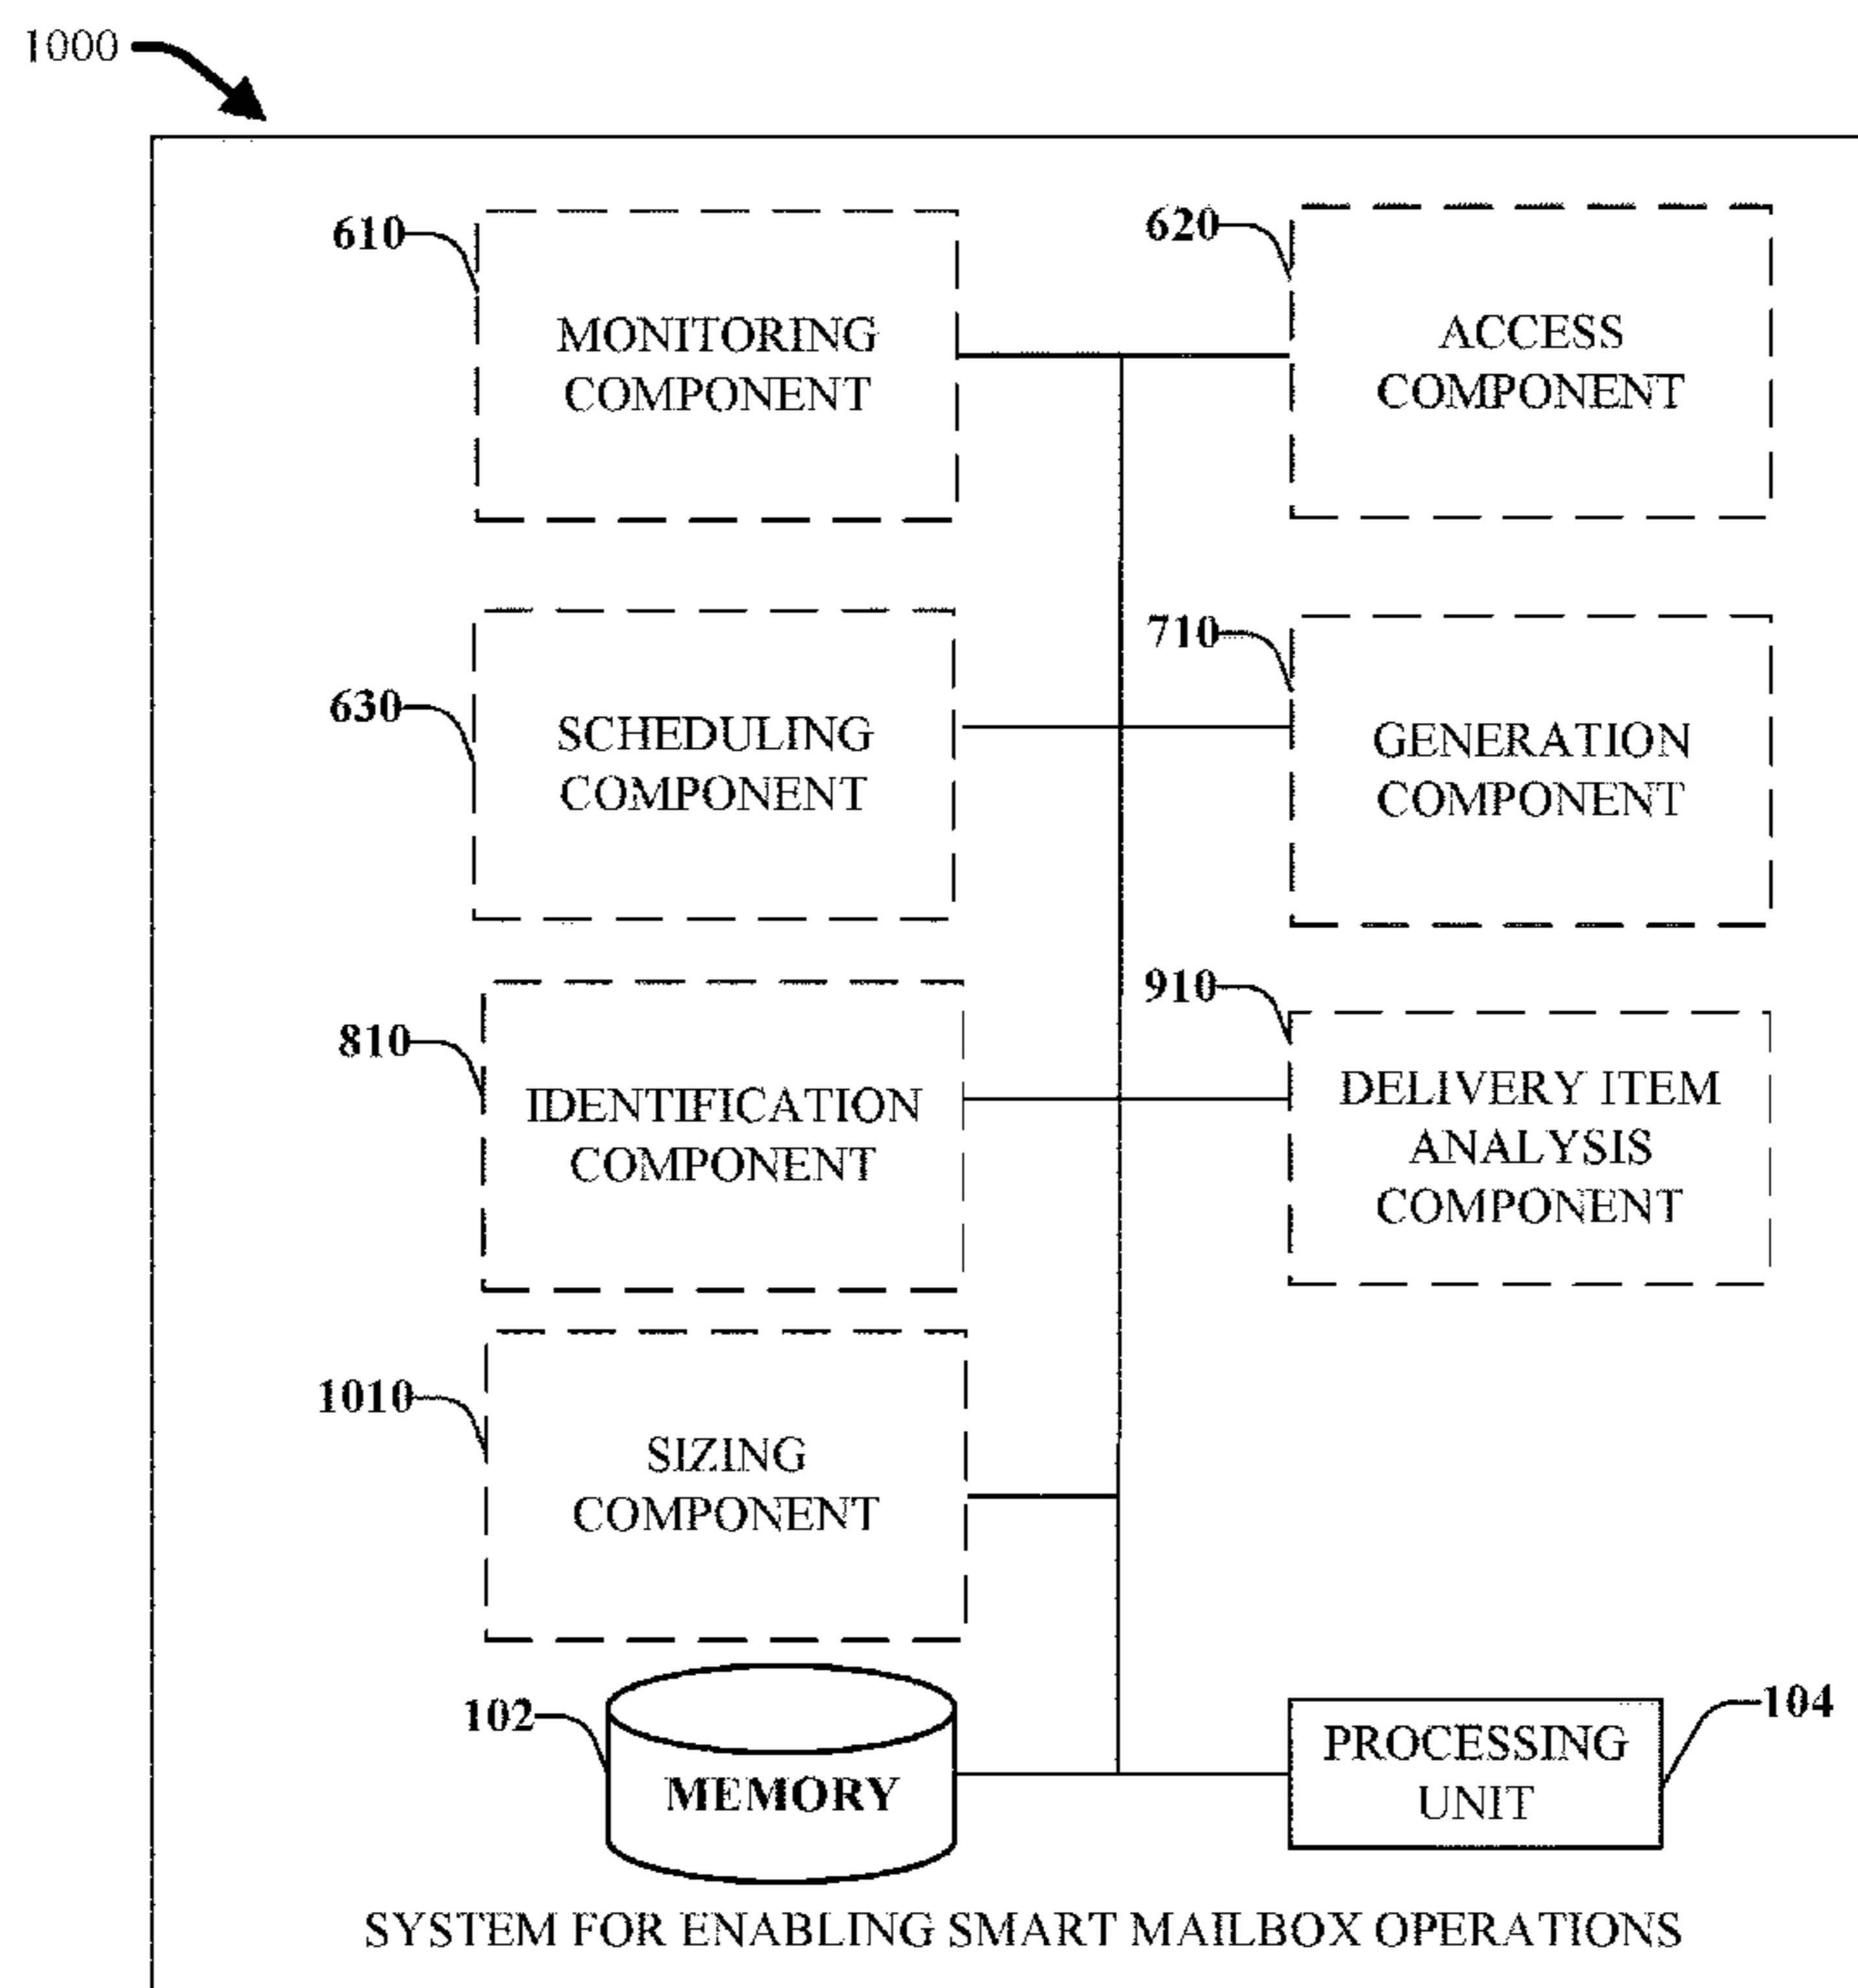 1000
610
MONITORING
COMPONENT
620
ACCESS
COMPONENT
630
SCHEDULING
COMPONENT
710
GENERATION
COMPONENT
810
IDENTIFICATION
COMPONENT
910
DELIVERY ITEM
ANALYSIS
COMPONENT
1010
SIZING
COMPONENT
102
MEMORY
PROCESSING
UNIT
104
SYSTEM FOR ENABLING SMART MAILBOX OPERATIONS